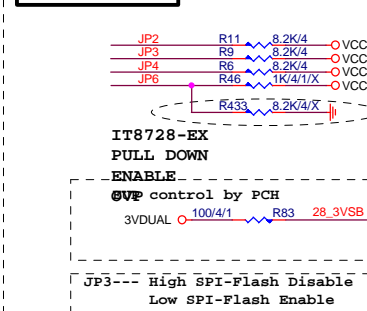 JP2 R11 8.2K/4 VCC
JP3 R9 8.2K/4 VCC
JP4 R6 8.2K/4 VCC
JP6 R46 1K/4/1/X VCC
R433 8.2K/4/X
IT8728-EX
PULL DOWN
ENABLE
control by PCH
3VDUAL 100/4/1 R83 28_3VSB
JP3--- High SPI-Flash Disable
Low SPI-Flash Enable